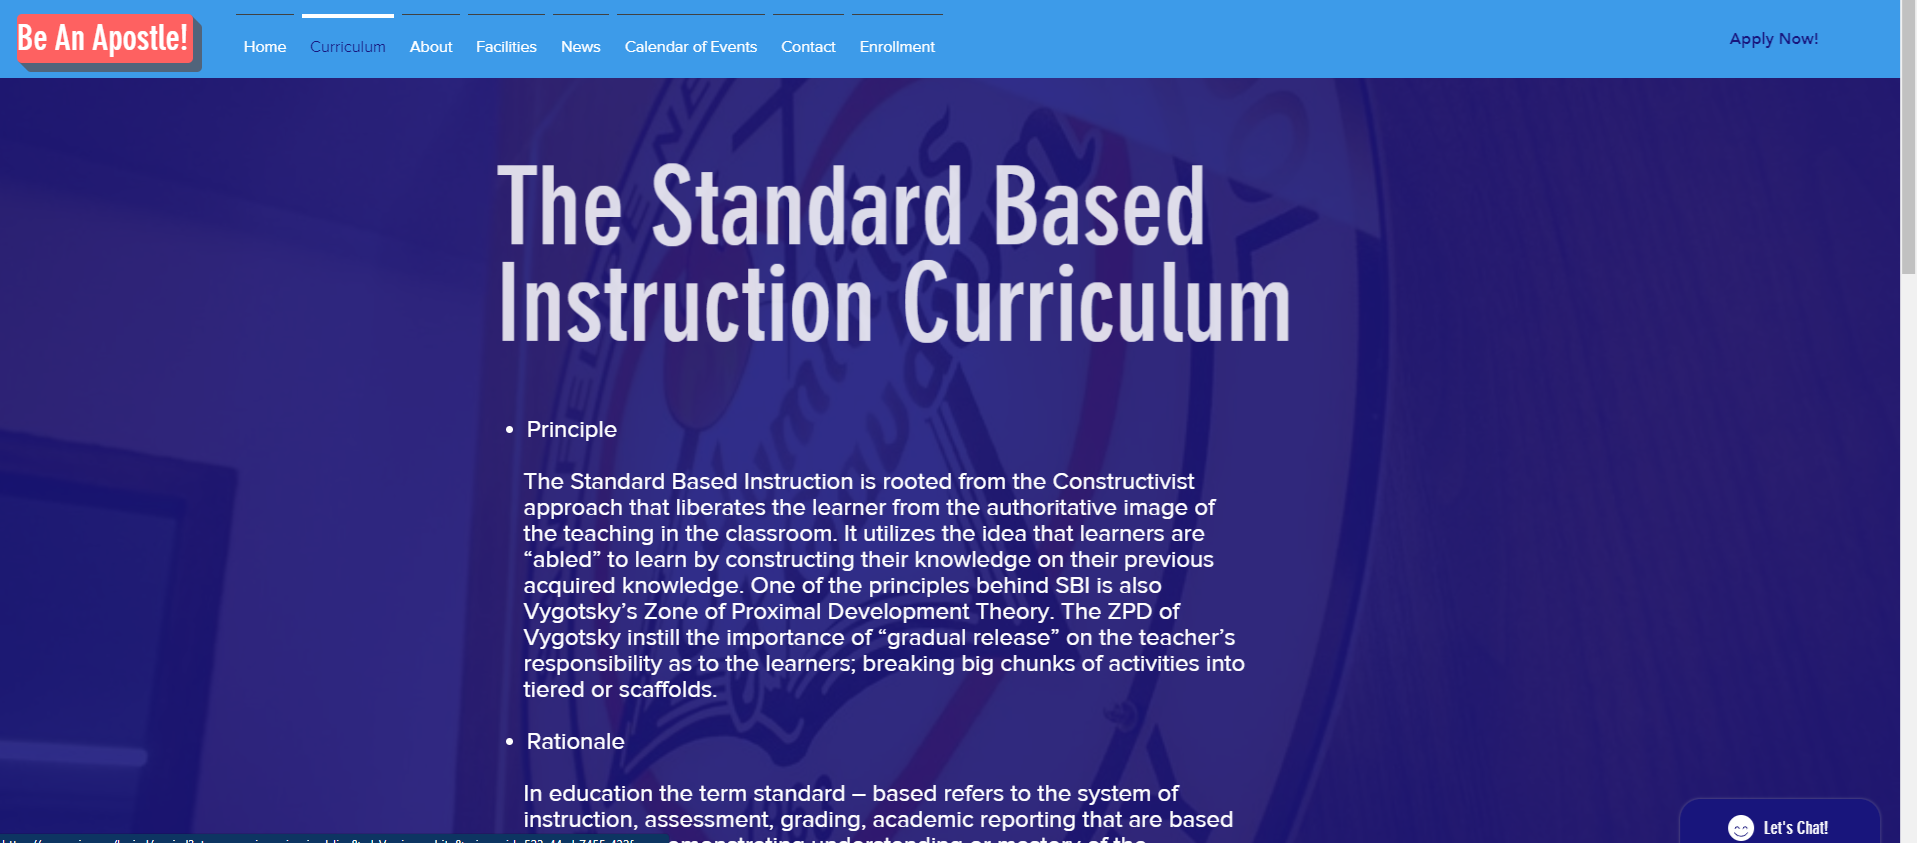 Be An Apostle!
Home Curriculum About Facilities News Calendar of Events Contact Enrollment
Apply Now!
The Standard Based
Instruction Curriculum
• Principle
The Standard Based Instruction is rooted from the Constructivist
approach that liberates the learner from the authoritative image of
the teaching in the classroom. It utilizes the idea that learners are
“abled” to learn by constructing their knowledge on their previous
acquired knowledge. One of the principles behind SBI is also
Vygotsky’s Zone of Proximal Development Theory. The ZPD of
Vygotsky instill the importance of “gradual release” on the teacher’s
responsibility as to the learners; breaking big chunks of activities into
tiered or scaffolds.
• Rationale
In education the term standard – based refers to the system of
instruction, assessment, grading, academic reporting that are based
demonstrating understanding or mastery of the
Let's Chat!